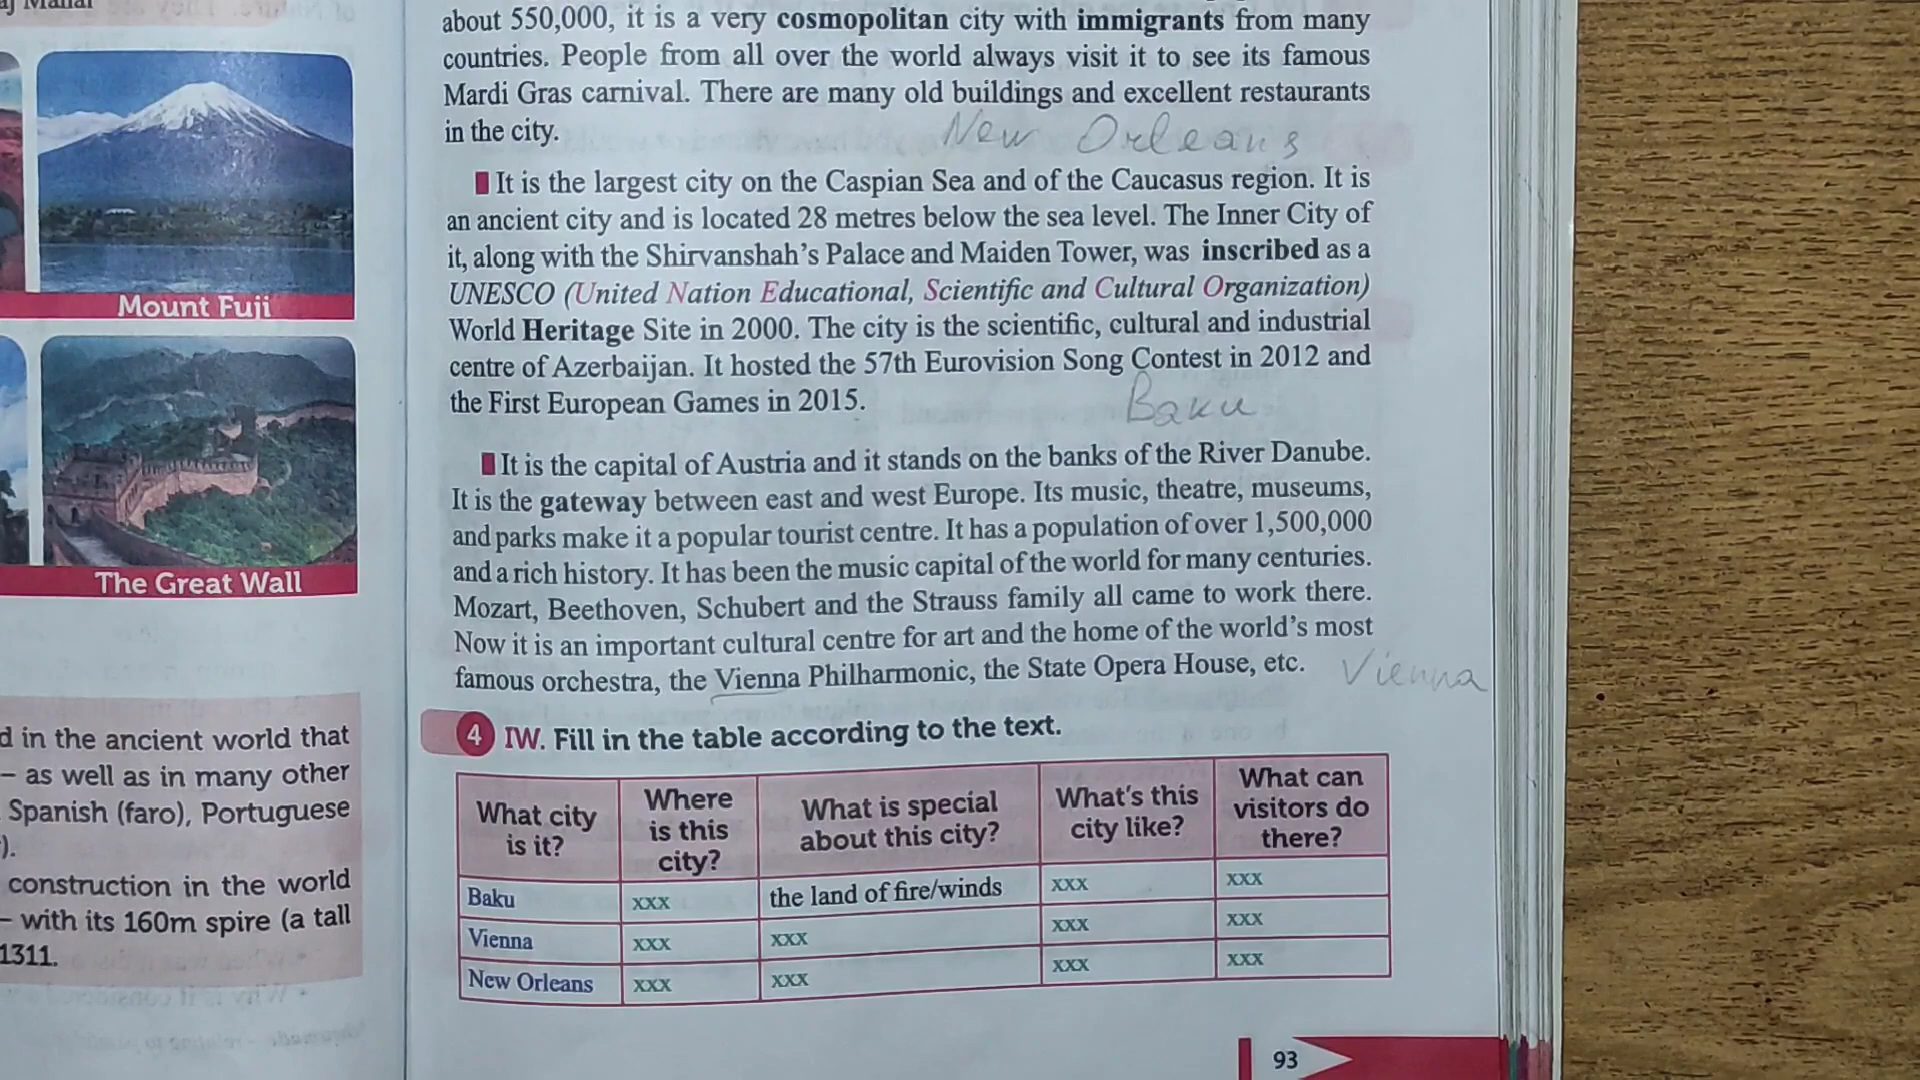 aj Mahal
Mount Fuji
The Great Wall
d in the ancient world that
– as well as in many other
Spanish (faro), Portuguese
).
construction in the world
– with its 160m spire (a tall
1311.
about 550,000, it is a very cosmopolitan city with immigrants from many
countries. People from all over the world always visit it to see its famous
Mardi Gras carnival. There are many old buildings and excellent restaurants
in the city.
New Orleans
It is the largest city on the Caspian Sea and of the Caucasus region. It is
an ancient city and is located 28 metres below the sea level. The Inner City of
it, along with the Shirvanshah's Palace and Maiden Tower, was inscribed as a
UNESCO (United Nation Educational, Scientific and Cultural Organization)
World Heritage Site in 2000. The city is the scientific, cultural and industrial
centre of Azerbaijan. It hosted the 57th Eurovision Song Contest in 2012 and
the First European Games in 2015.
Baku
It is the capital of Austria and it stands on the banks of the River Danube.
It is the gateway between east and west Europe. Its music, theatre, museums,
and parks make it a popular tourist centre. It has a population of over 1,500,000
and a rich history. It has been the music capital of the world for many centuries.
Mozart, Beethoven, Schubert and the Strauss family all came to work there.
Now it is an important cultural centre for art and the home of the world's most
famous orchestra, the Vienna Philharmonic, the State Opera House, etc.
Vienna
4 IW. Fill in the table according to the text.
What city is it? Where is this city? What is special about this city? What's this city like? What can visitors do there?
Baku xxx the land of fire/winds xxx xxx
Vienna xxx xxx xxx xxx
New Orleans xxx xxx xxx xxx
93